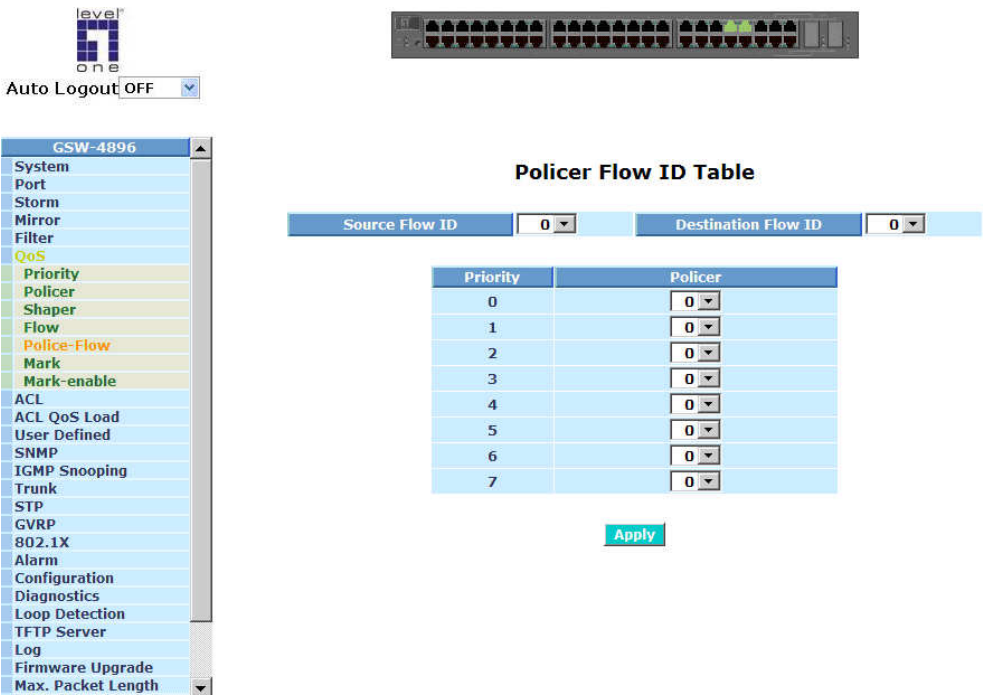 level
one
Auto Logout OFF
GSW-4896
System
Port
Storm
Mirror
Filter
QoS
Priority
Policer
Shaper
Flow
Police-Flow
Mark
Mark-enable
ACL
ACL QoS Load
User Defined
SNMP
IGMP Snooping
Trunk
STP
GVRP
802.1X
Alarm
Configuration
Diagnostics
Loop Detection
TFTP Server
Log
Firmware Upgrade
Max. Packet Length
Policer Flow ID Table
Source Flow ID 0 Destination Flow ID 0
Priority Policer
0 0
1 0
2 0
3 0
4 0
5 0
6 0
7 0
Apply